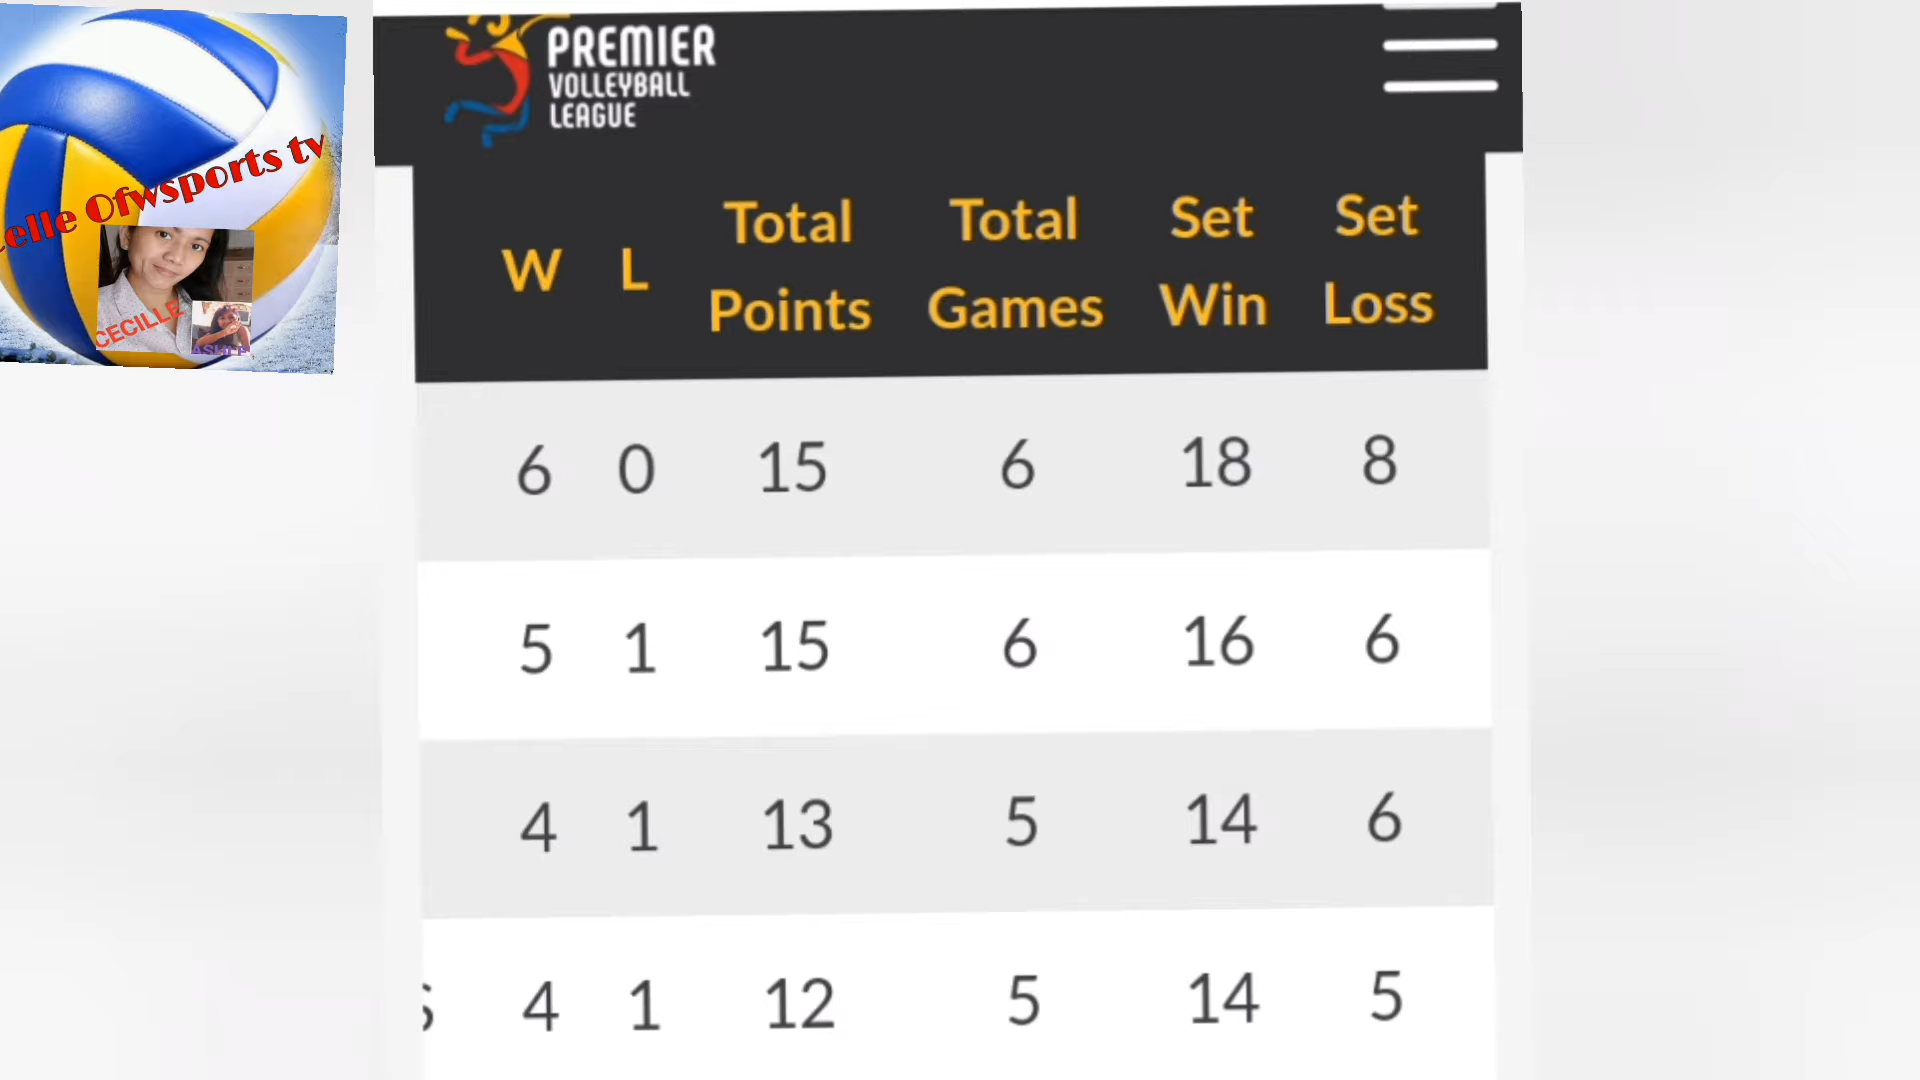 PREMIER
VOLLEYBALL
LEAGUE
elle Ofwsports tv
CECILLE
W L Total Points Total Games Set Win Set Loss
6 0 15 6 18 8
5 1 15 6 16 6
4 1 13 5 14 6
S 4 1 12 5 14 5